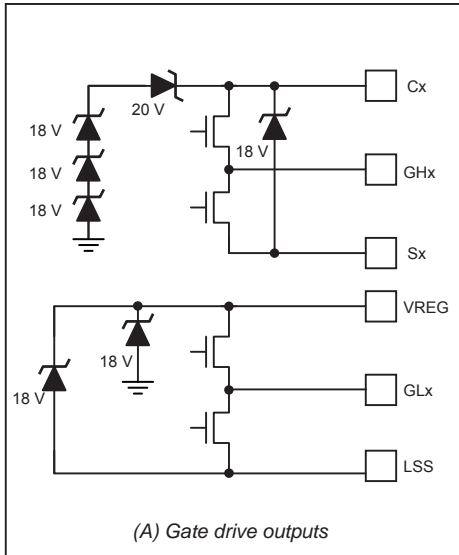 Cx
20 V
18 V
18 V
18 V
18 V
GHx
Sx
VREG
18 V
18 V
GLx
LSS
(A) Gate drive outputs